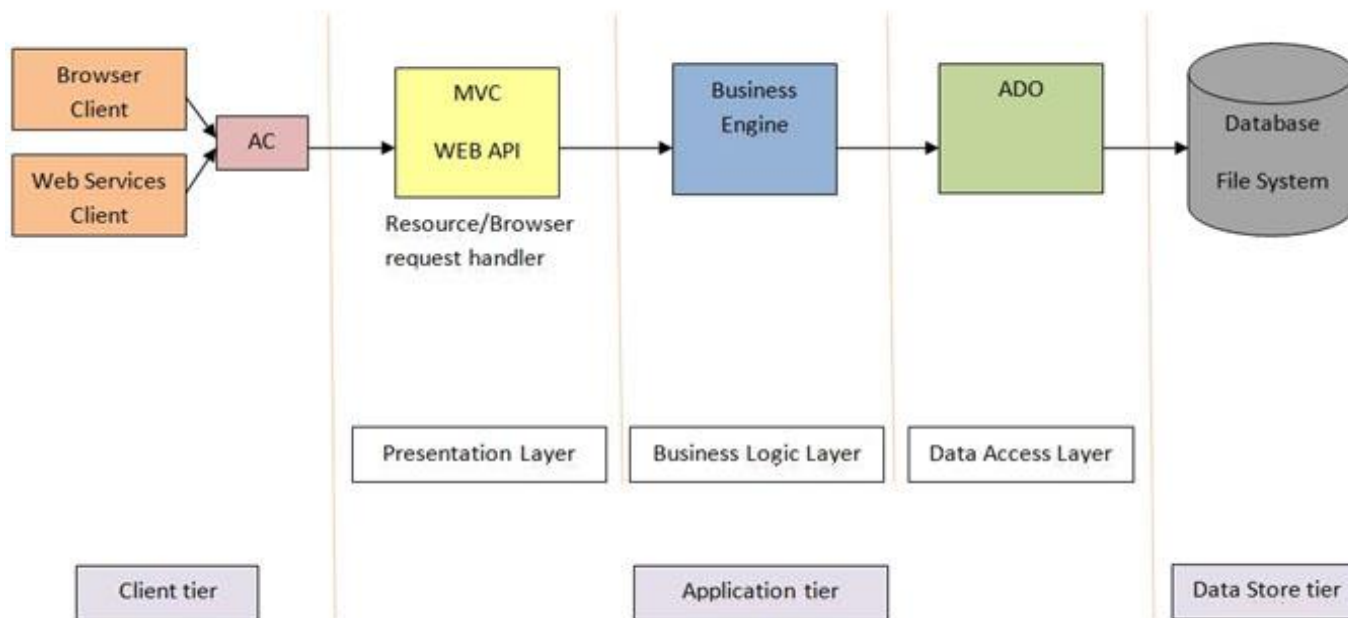 Browser
Client
Web Services
Client
AC
MVC
WEB API
Resource/Browser
request handler
Business
Engine
ADO
Database
File System
Presentation Layer
Business Logic Layer
Data Access Layer
Client tier
Application tier
Data Store tier